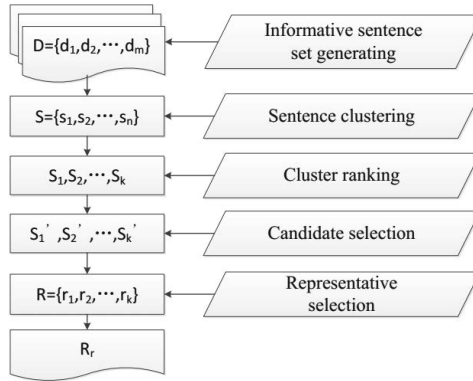 D={d₁,d₂,⋯,dₘ}
Informative sentence
set generating
S={s₁,s₂,⋯,sₙ}
Sentence clustering
S₁,S₂,⋯,Sₖ
Cluster ranking
S₁',S₂',⋯,Sₖ'
Candidate selection
R={r₁,r₂,⋯,rₖ}
Representative
selection
Rᵣ